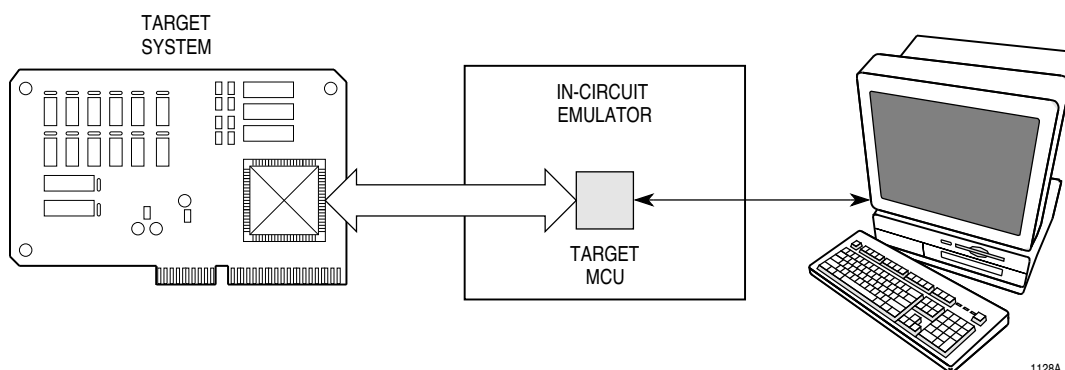 TARGET
SYSTEM
IN-CIRCUIT
EMULATOR
TARGET
MCU
1128A